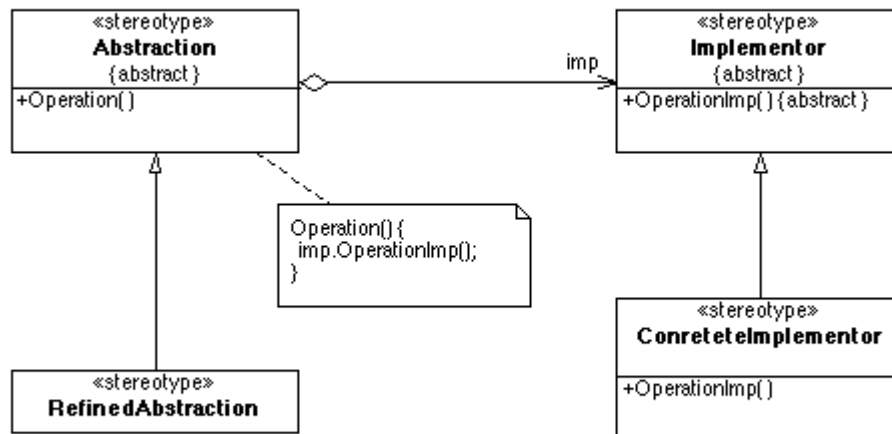 «stereotype»
Abstraction
{abstract}
+Operation()
imp
«stereotype»
Implementor
{abstract}
+OperationImp(){abstract}
Operation(){
imp.OperationImp();
}
«stereotype»
RefinedAbstraction
«stereotype»
ConreteteImplementor
+OperationImp()